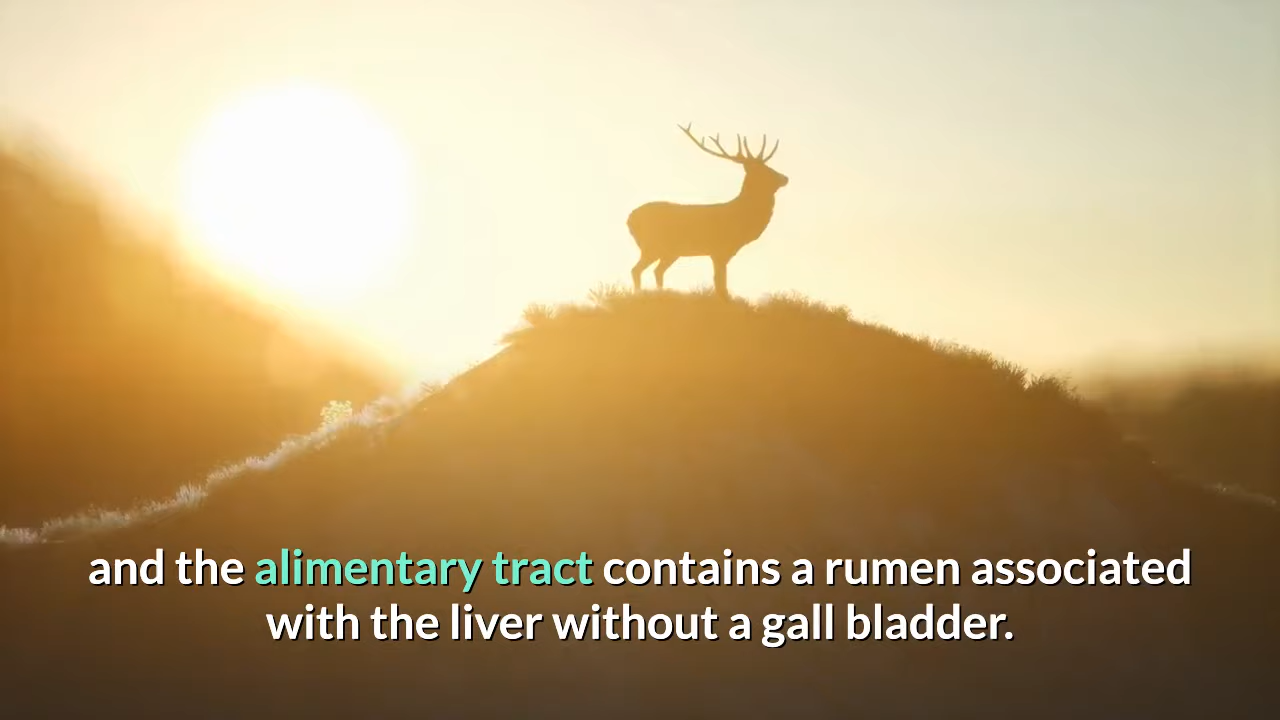 and the alimentary tract contains a rumen associated
with the liver without a gall bladder.